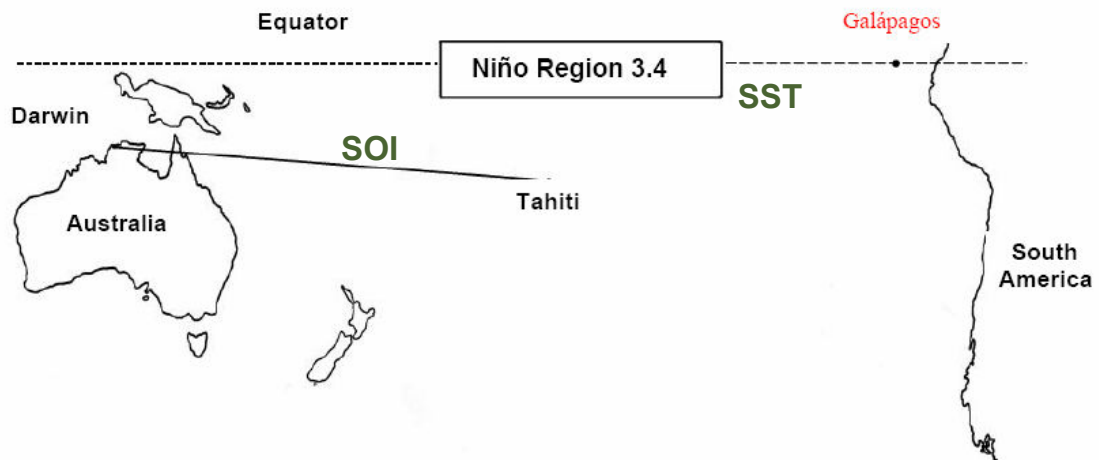 Equator
Galápagos
Niño Region 3.4
SST
Darwin
SOI
Tahiti
Australia
South
America